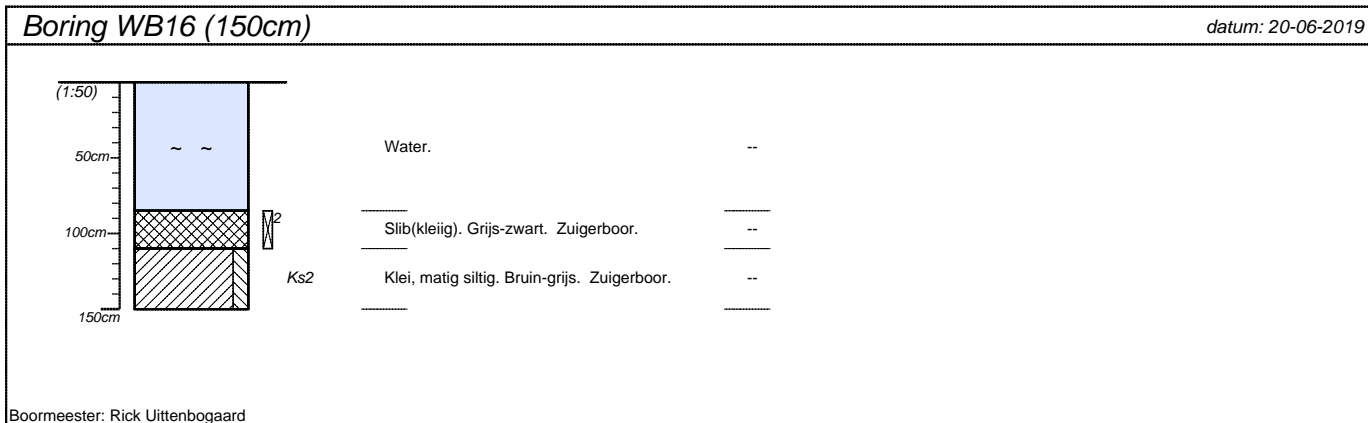 Boring WB16 (150cm) datum: 20-06-2019
(1:50)
50cm ~ ~ Water. --
2
100cm Slib(kleiig). Grijs-zwart. Zuigerboor. --
Ks2 Klei, matig siltig. Bruin-grijs. Zuigerboor. --
150cm
Boormeester: Rick Uittenbogaard